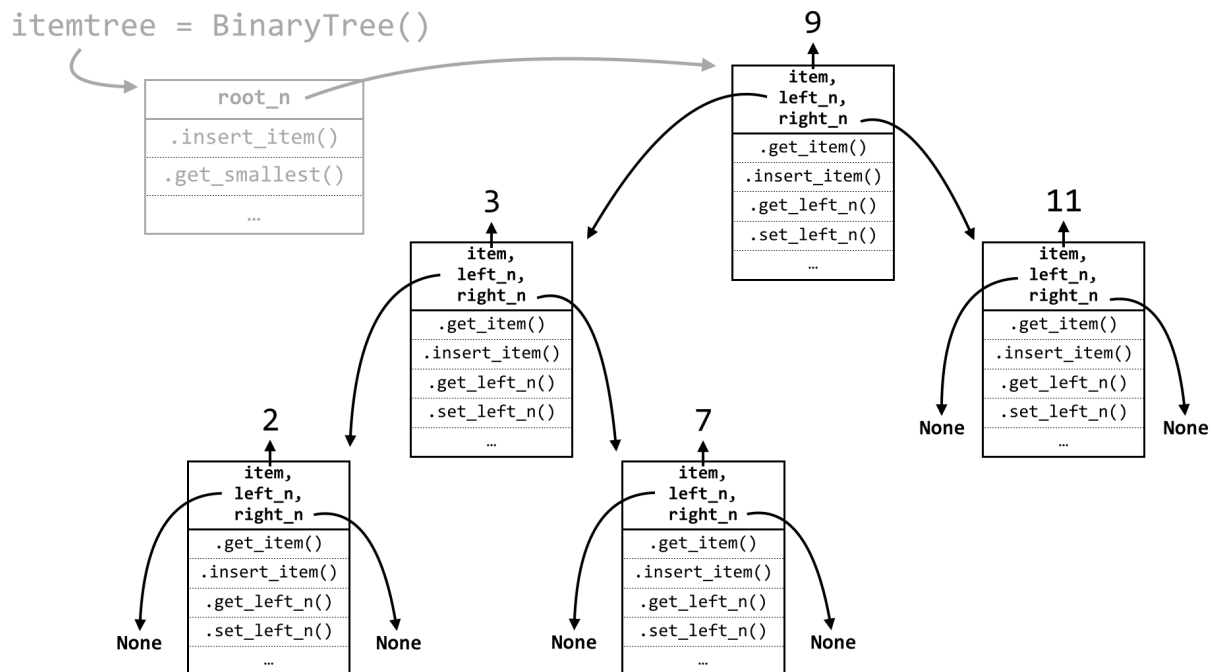 itemtree = BinaryTree()
root_n
.insert_item()
.get_smallest()
…
9
item,
left_n,
right_n
.get_item()
.insert_item()
.get_left_n()
.set_left_n()
…
3
item,
left_n,
right_n
.get_item()
.insert_item()
.get_left_n()
.set_left_n()
…
11
item,
left_n,
right_n
.get_item()
.insert_item()
.get_left_n()
.set_left_n()
…
None
None
2
item,
left_n,
right_n
.get_item()
.insert_item()
.get_left_n()
.set_left_n()
…
None
None
7
item,
left_n,
right_n
.get_item()
.insert_item()
.get_left_n()
.set_left_n()
…
None
None